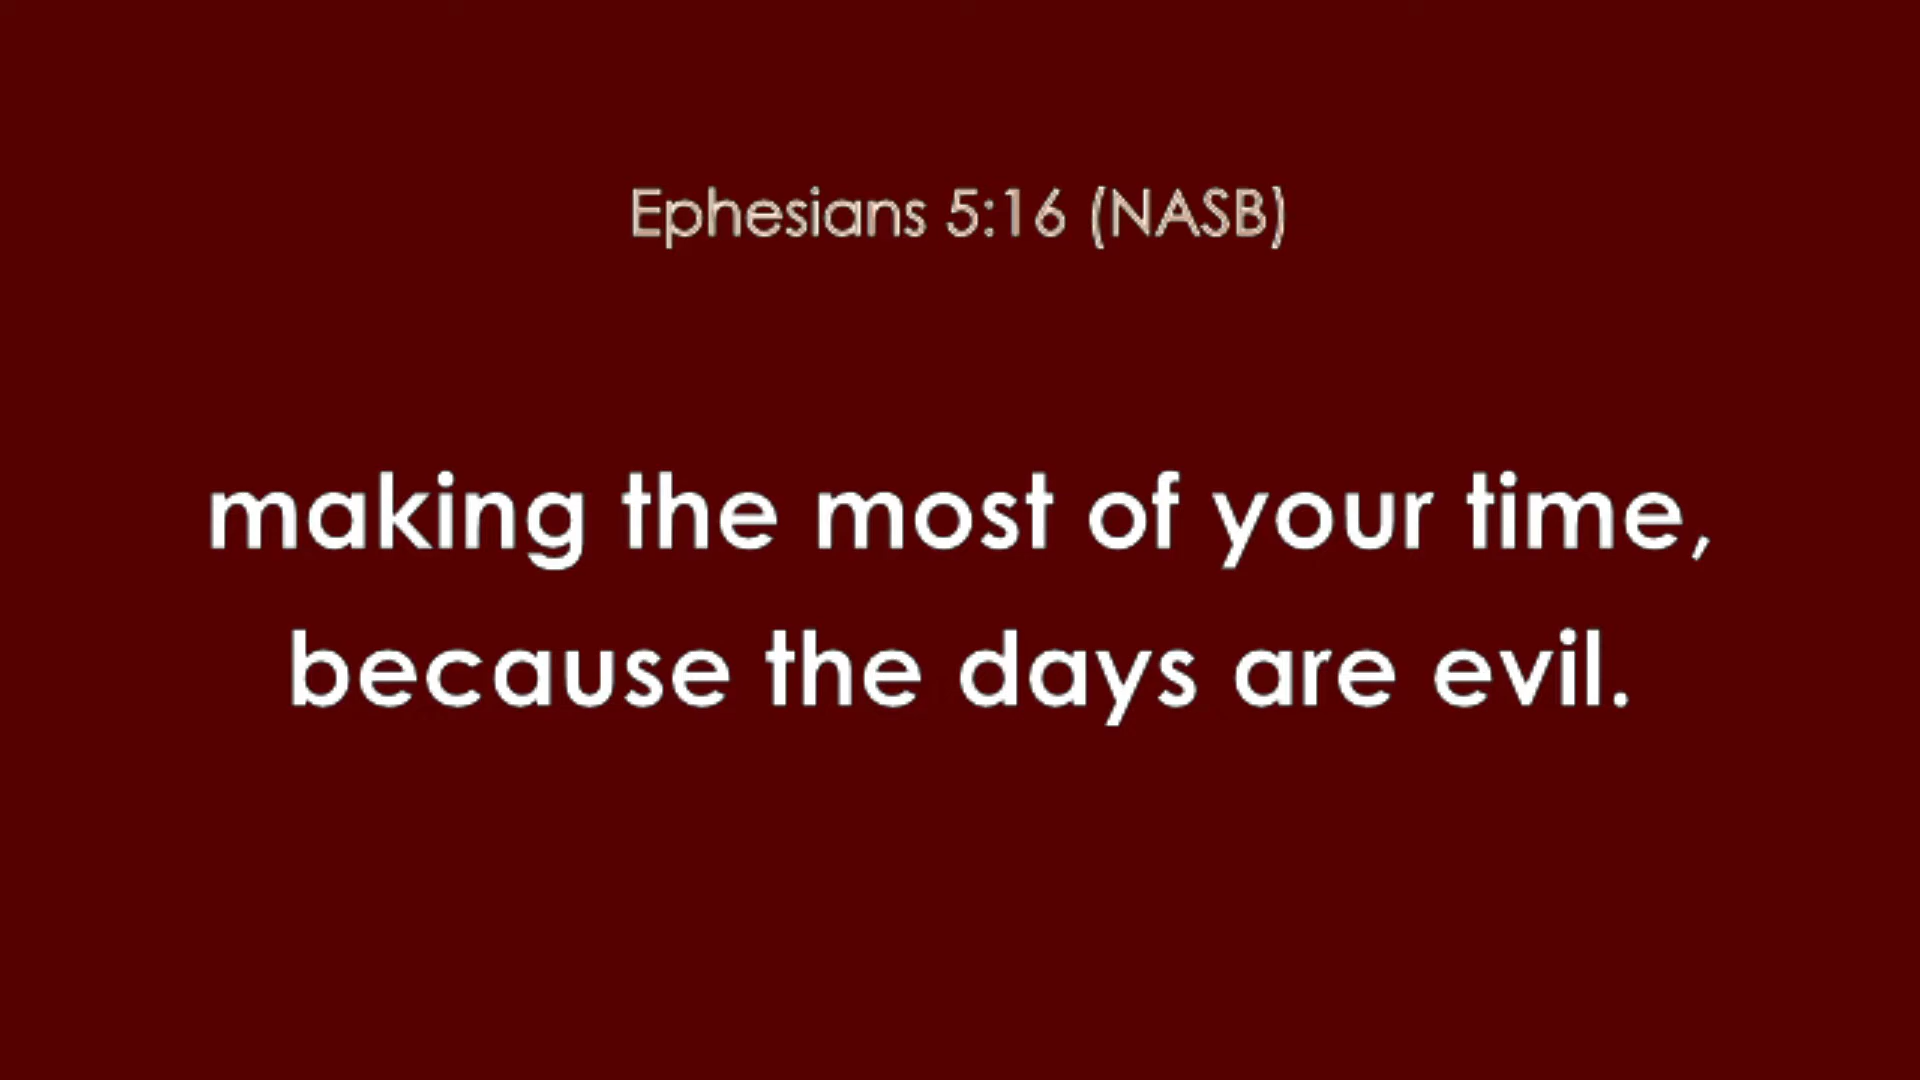 Ephesians 5:16 (NASB)
making the most of your time,
because the days are evil.